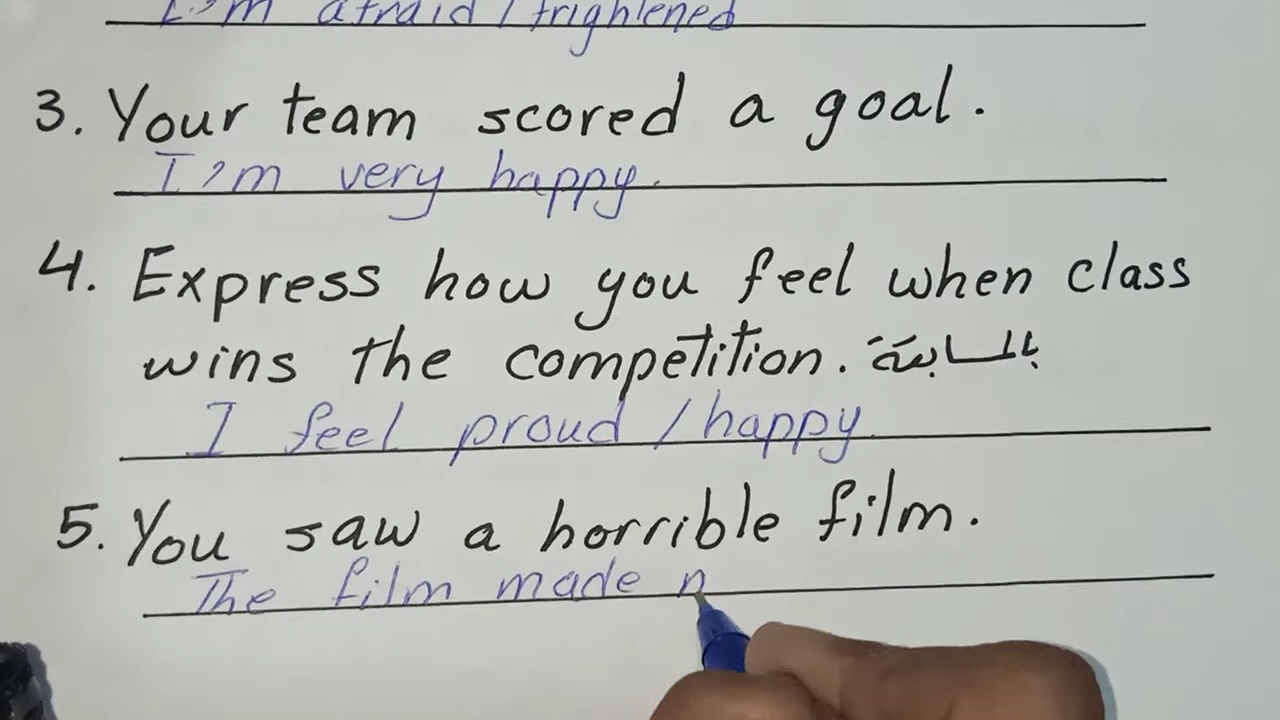 I'm afraid / frightened
3. Your team scored a goal.
I'm very happy.
4. Express how you feel when class
wins the competition. بالمسابقة
I feel proud / happy
5. You saw a horrible film.
The film made m